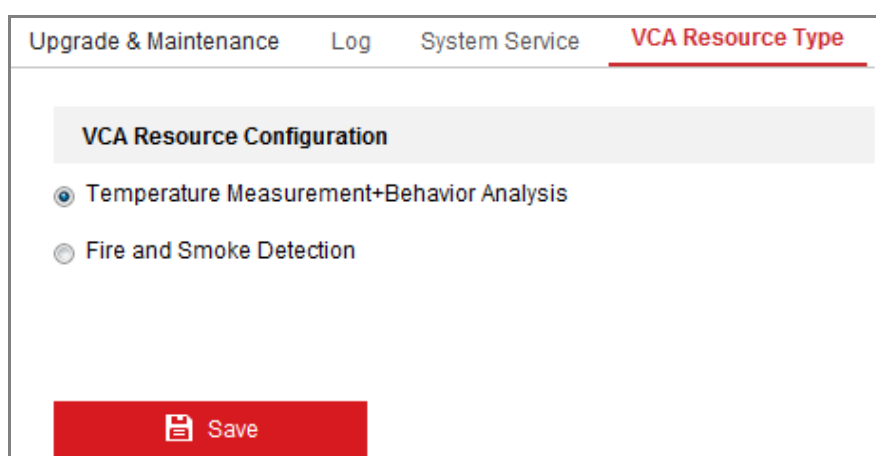 Upgrade & Maintenance Log System Service VCA Resource Type
VCA Resource Configuration
Temperature Measurement+Behavior Analysis
Fire and Smoke Detection
Save